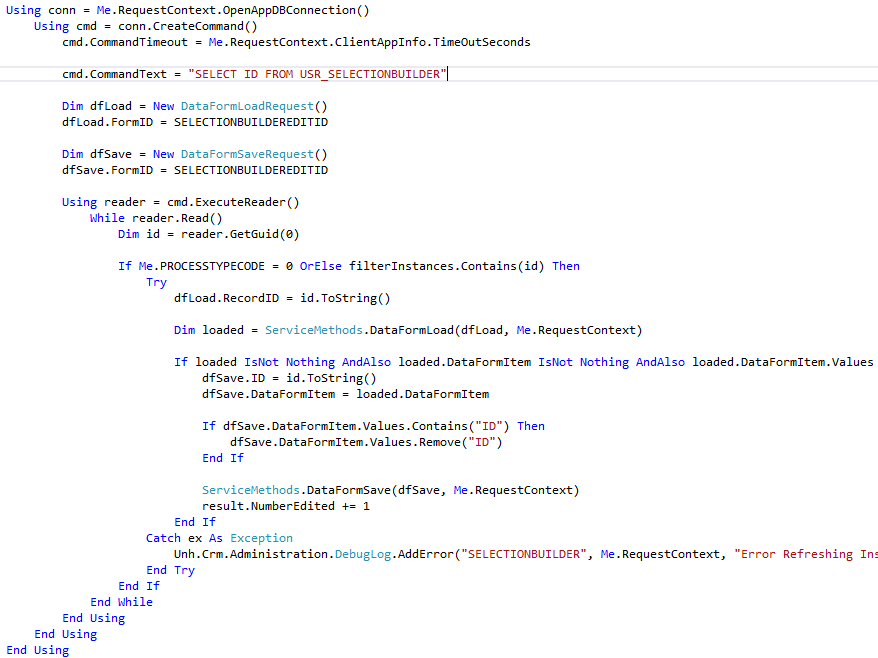 Using conn = Me.RequestContext.OpenAppDBConnection()
Using cmd = conn.CreateCommand()
cmd.CommandTimeout = Me.RequestContext.ClientAppInfo.TimeOutSeconds
cmd.CommandText = "SELECT ID FROM USR_SELECTIONBUILDER"
Dim dfLoad = New DataFormLoadRequest()
dfLoad.FormID = SELECTIONBUILDEREDITID
Dim dfSave = New DataFormSaveRequest()
dfSave.FormID = SELECTIONBUILDEREDITID
Using reader = cmd.ExecuteReader()
While reader.Read()
Dim id = reader.GetGuid(0)
If Me.PROCESSTYPECODE = 0 OrElse filterInstances.Contains(id) Then
Try
dfLoad.RecordID = id.ToString()
Dim loaded = ServiceMethods.DataFormLoad(dfLoad, Me.RequestContext)
If loaded IsNot Nothing AndAlso loaded.DataFormItem IsNot Nothing AndAlso loaded.DataFormItem.Values
dfSave.ID = id.ToString()
dfSave.DataFormItem = loaded.DataFormItem
If dfSave.DataFormItem.Values.Contains("ID") Then
dfSave.DataFormItem.Values.Remove("ID")
End If
ServiceMethods.DataFormSave(dfSave, Me.RequestContext)
result.NumberEdited += 1
End If
Catch ex As Exception
Unh.Crm.Administration.DebugLog.AddError("SELECTIONBUILDER", Me.RequestContext, "Error Refreshing Ins
End Try
End If
End While
End Using
End Using
End Using